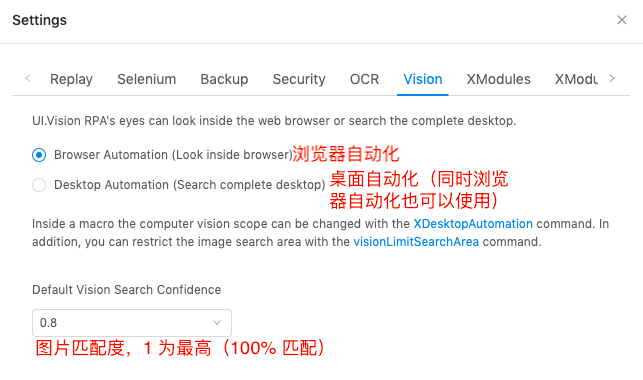 Settings
Replay Selenium Backup Security OCR Vision XModules XModu
UI.Vision RPA's eyes can look inside the web browser or search the complete desktop.
Browser Automation (Look inside browser)浏览器自动化
Desktop Automation (Search complete desktop) 桌面自动化（同时浏览
器自动化也可以使用）
Inside a macro the computer vision scope can be changed with the XDesktopAutomation command. In
addition, you can restrict the image search area with the visionLimitSearchArea command.
Default Vision Search Confidence
0.8
图片匹配度，1 为最高（100% 匹配）